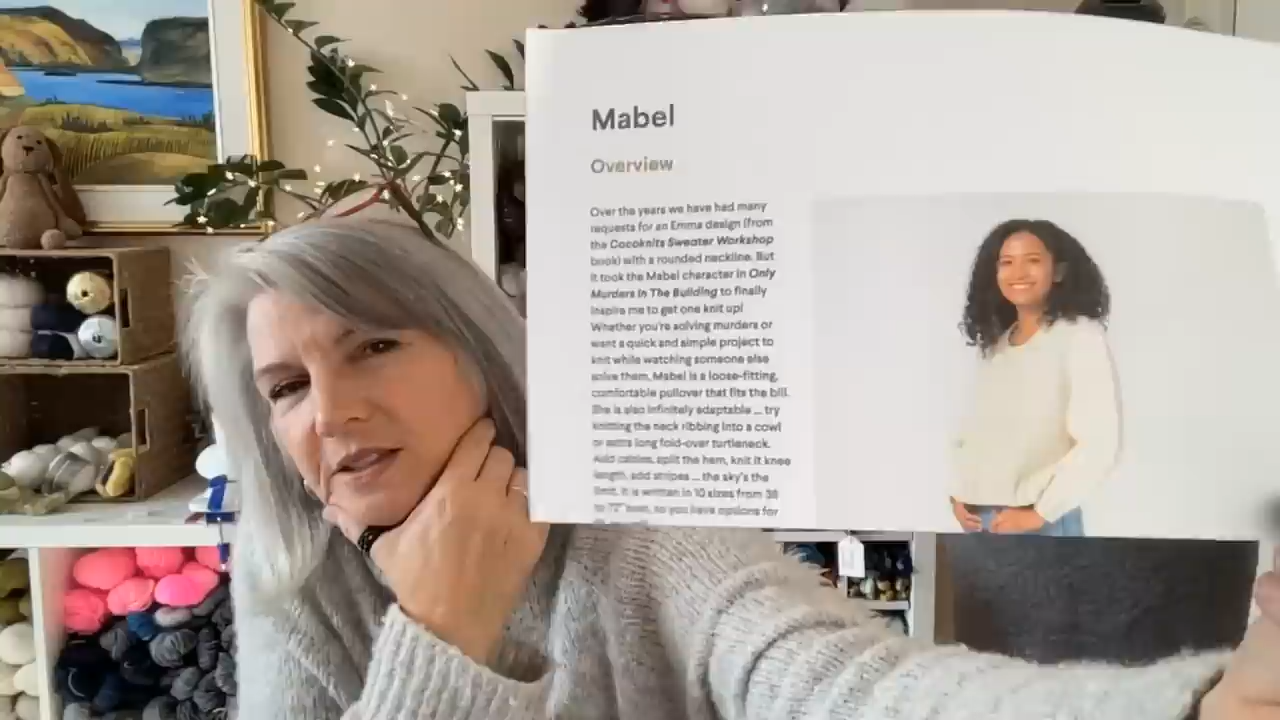 Mabel
Overview
Over the years we have had many
requests for an Emma design (from
the Cocoknits Sweater Workshop
book) with a rounded neckline. But
it took the Mabel character in Only
Murders In The Building to finally
inspire me to get one knit up!
Whether you're solving murders or
want a quick and simple project to
knit while watching someone else
solve them, Mabel is a loose-fitting,
comfortable pullover that fits the bill.
She is also infinitely adaptable ... try
knitting the neck ribbing into a cowl
or extra long fold-over turtleneck.
Add cables, split the hem, knit it knee
length, add stripes ... the sky's the
limit. It is written in 10 sizes from 38
to 72" bust, so you have options for